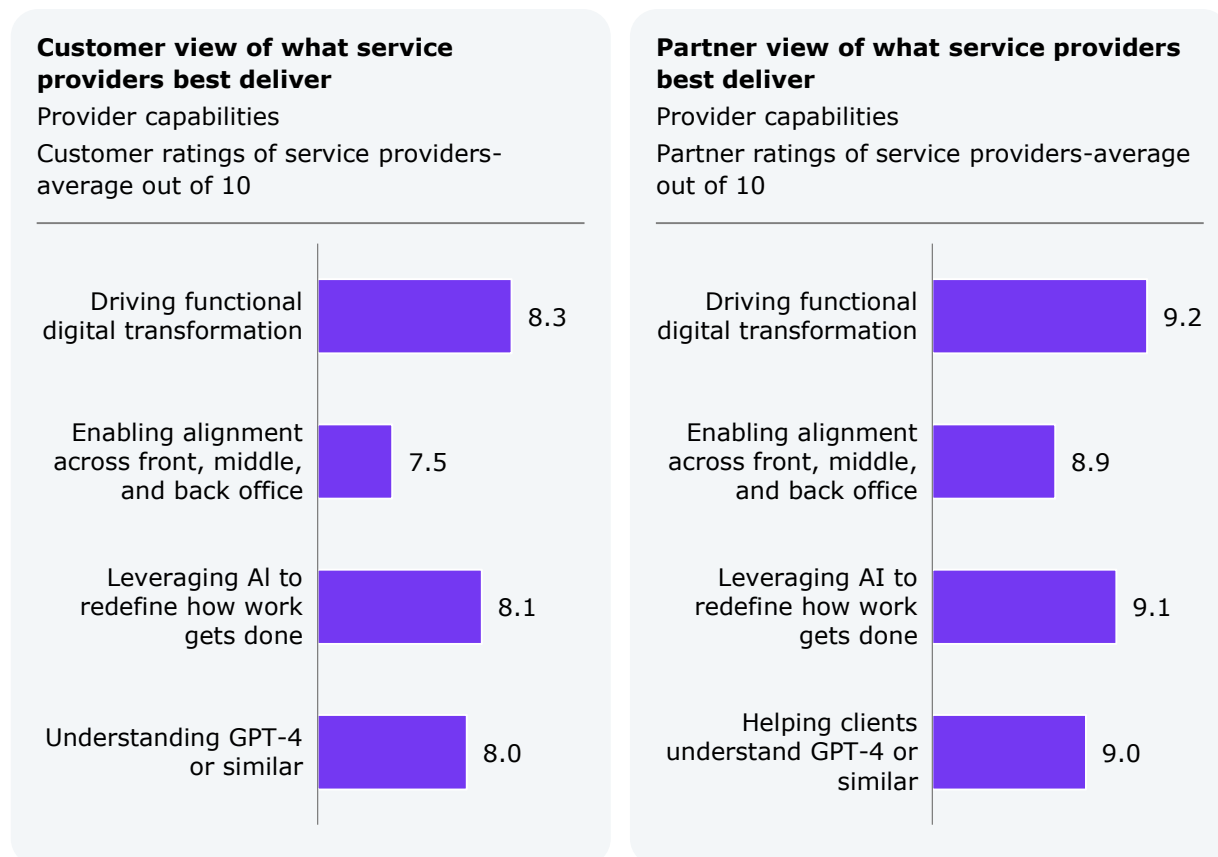 Customer view of what service
providers best deliver
Provider capabilities
Customer ratings of service providers-
average out of 10
Driving functional
digital transformation
8.3
Enabling alignment
across front, middle,
and back office
7.5
Leveraging AI to
redefine how work
gets done
8.1
Understanding GPT-4
or similar
8.0
Partner view of what service providers
best deliver
Provider capabilities
Partner ratings of service providers-average
out of 10
Driving functional
digital transformation
9.2
Enabling alignment
across front, middle,
and back office
8.9
Leveraging AI to
redefine how work
gets done
9.1
Helping clients
understand GPT-4 or
similar
9.0